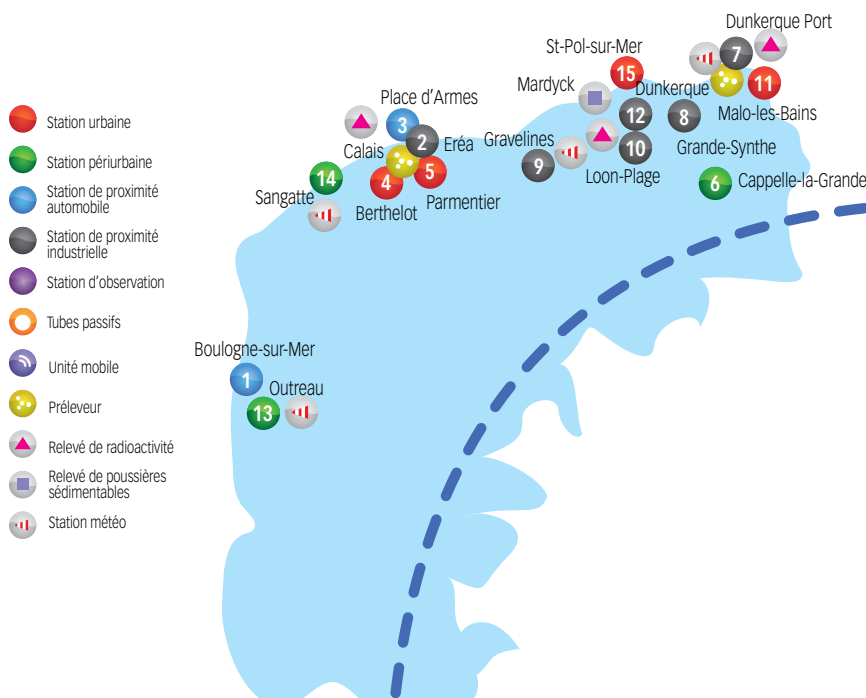 Station urbaine
Station périurbaine
Station de proximité
automobile
Station de proximité
industrielle
Station d'observation
Tubes passifs
Unité mobile
Préleveur
Relevé de radioactivité
Relevé de poussières
sédimentables
Station météo
Dunkerque Port
7
St-Pol-sur-Mer
15
11
Mardyck
Dunkerque
Malo-les-Bains
12
8
Place d'Armes
3
2
Eréa
Calais
Gravelines
9
10
Grande-Synthe
Loon-Plage
14
4
5
6
Cappelle-la-Grande
Sangatte
Berthelot
Parmentier
Boulogne-sur-Mer
1
Outreau
13